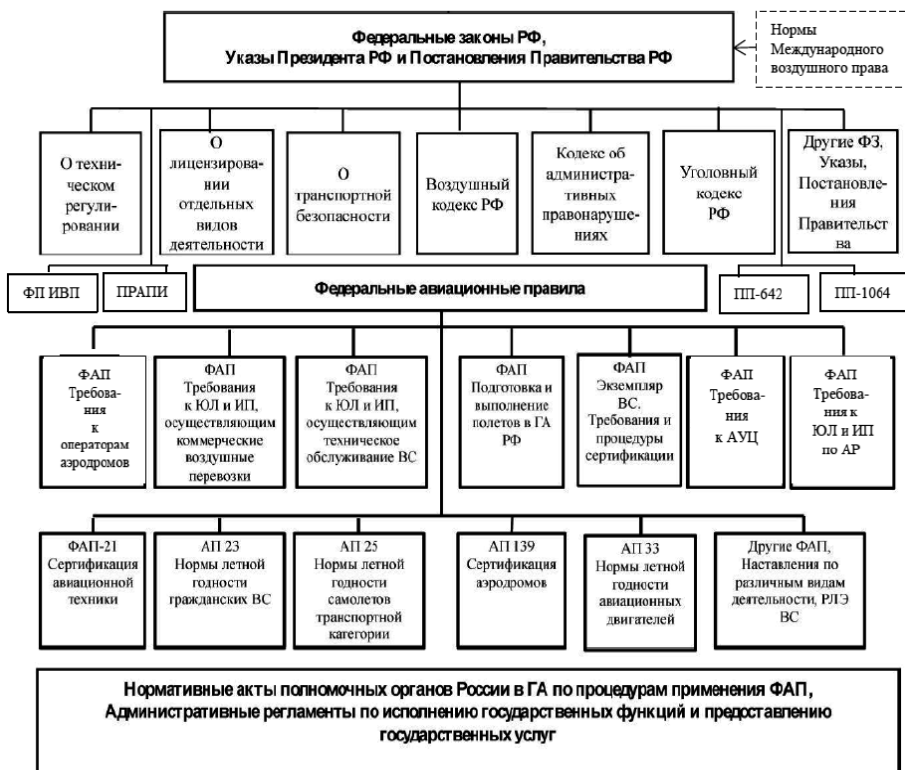 Федеральные законы РФ,
Указы Президента РФ и Постановления Правительства РФ
Нормы
Международного
воздушного права
О техни-
ческом
регули-
ровании
О
лицензирова-
нии
отдельных
видов
деятельности
О
транспортной
безопасности
Воздушный
кодекс РФ
Кодекс об
администра-
тивных
правонаруше-
ниях
Уголовный
кодекс
РФ
Другие ФЗ,
Указы,
Постановле-
ния
Правительс-
тва
ФП ИВП
ПРАПИ
Федеральные авиационные правила
ПП-642
ПП-1064
ФАП
Требова-
ния
к
операторам
аэродромов
ФАП
Требования
к ЮЛ и ИП,
осуществляющим
коммерческие
воздушные
перевозки
ФАП
Требования
к ЮЛ и ИП,
осуществляющим
техническое
обслуживание ВС
ФАП
Подготовка и
выполнение
полетов в ГА
РФ
ФАП
Экземпляр
ВС.
Требования и
процедуры
сертификации
ФАП
Требова-
ния
к АУЦ
ФАП
Требова-
ния к
ЮЛ и ИП
по АР
ФАП-21
Сертификация
авиационной
техники
АП 23
Нормы летной
годности
гражданских ВС
АП 25
Нормы летной
годности
самолетов
транспортной
категории
АП 139
Сертификация
аэродромов
АП 33
Нормы летной
годности
авиационных
двигателей
Другие ФАП,
Наставления по
различным видам
деятельности, РЛЭ
ВС
Нормативные акты полномочных органов России в ГА по процедурам применения ФАП,
Административные регламенты по исполнению государственных функций и предоставлению
государственных услуг